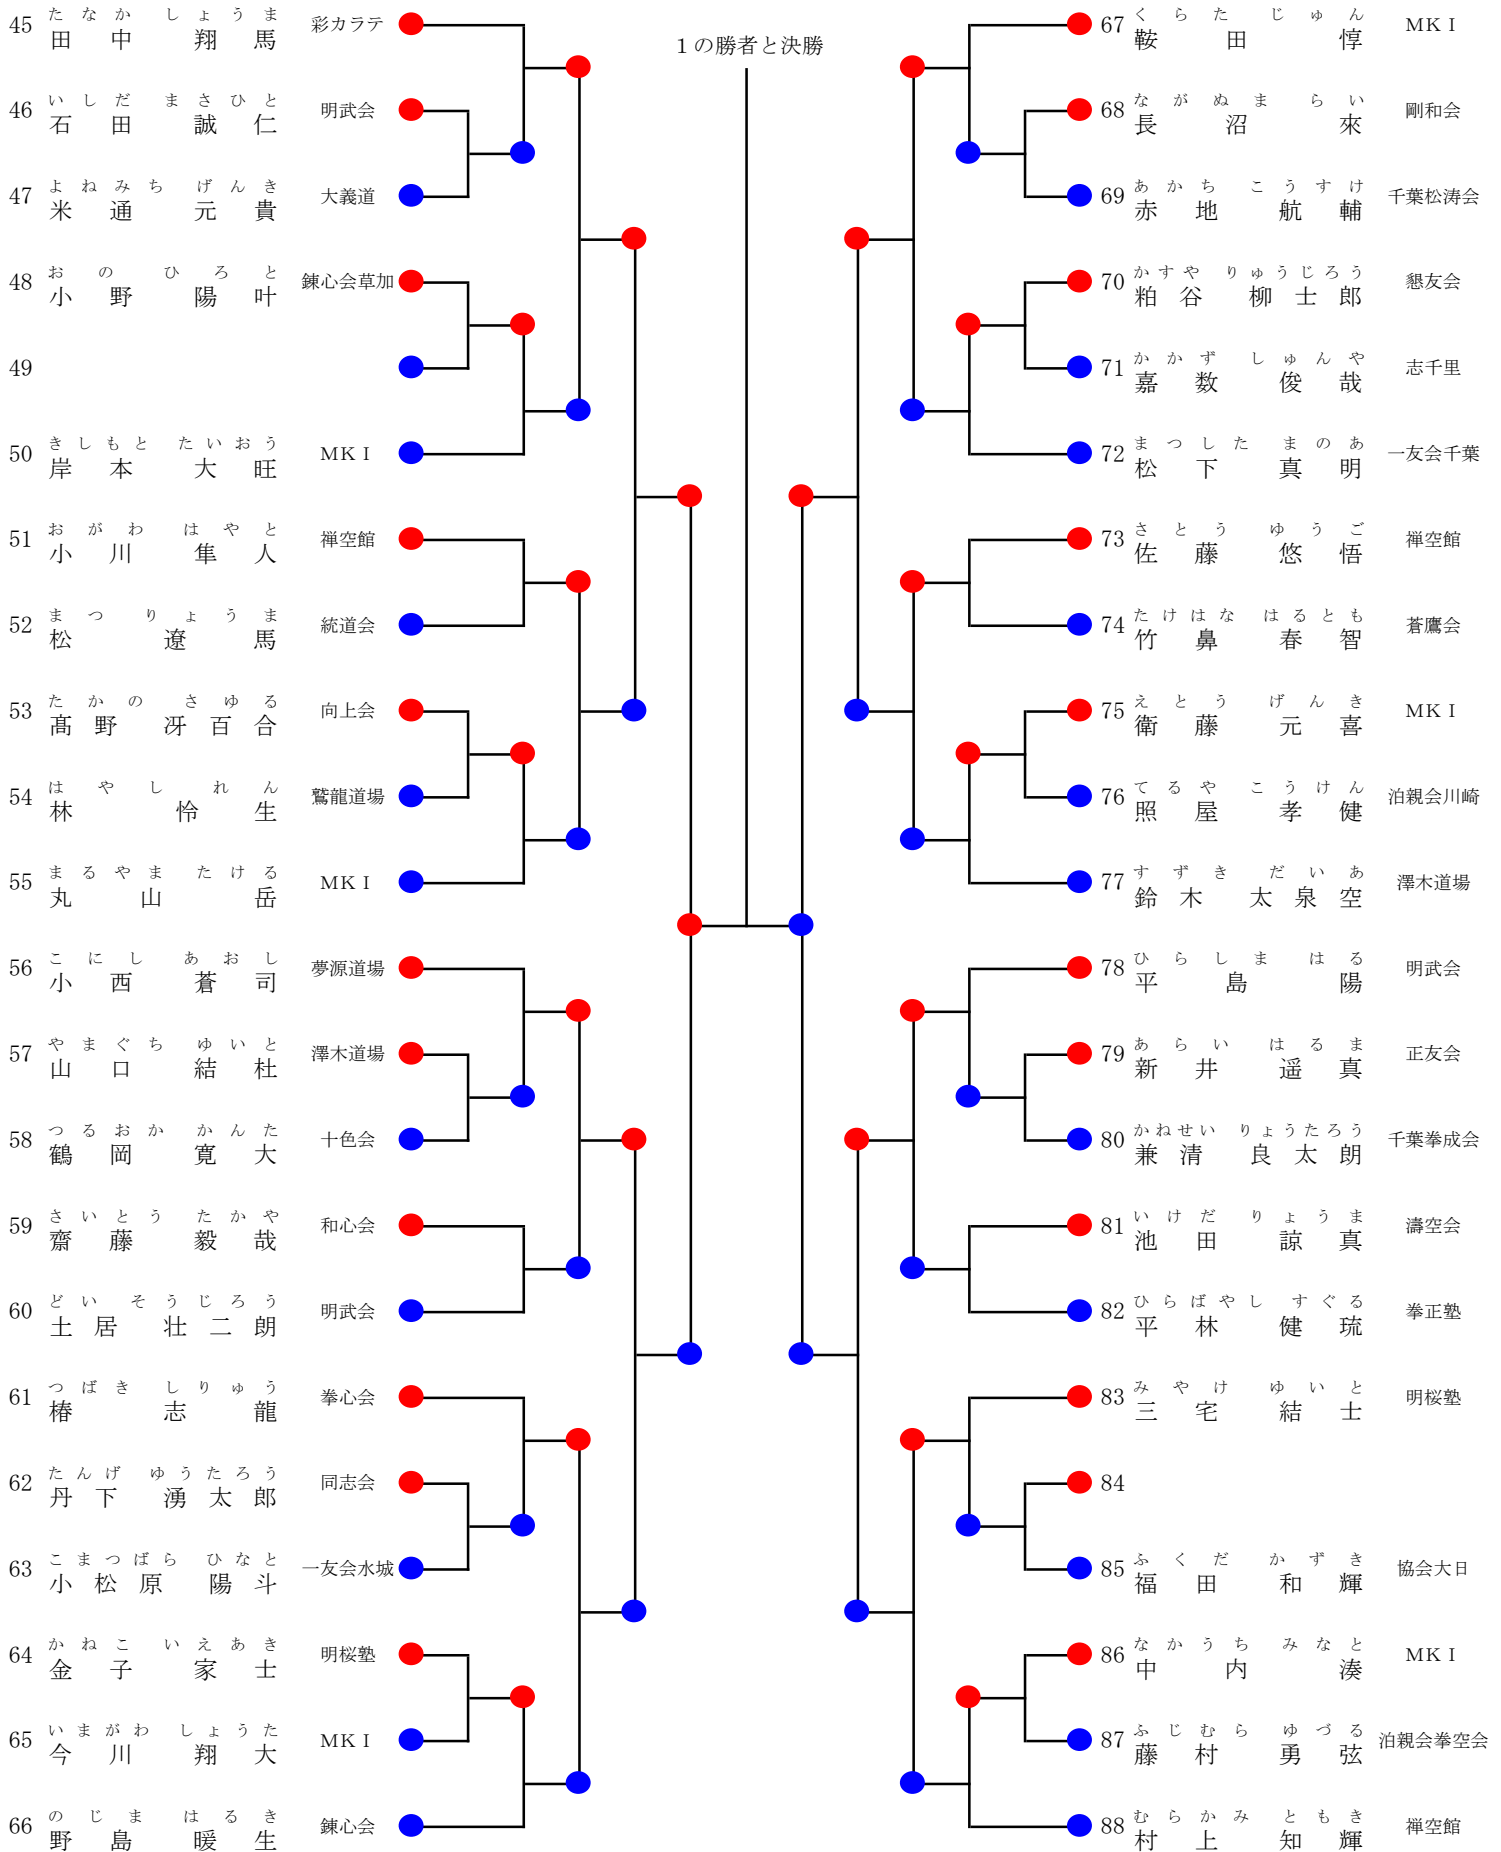 １の勝者と決勝
たなか しょうま
45 田中 翔馬 彩カラテ
いしだ まさひと
46 石田 誠仁 明武会
よねみち げんき
47 米通 元貴 大義道
おの ひろと
48 小野 陽叶 錬心会草加
49
きしもと たいおう
50 岸本 大旺 ＭＫＩ
おがわ はやと
51 小川 隼人 禅空館
まつ りょうま
52 松 遼馬 統道会
たかの さゆる
53 髙野 冴百合 向上会
はやし れん
54 林 怜生 鷲龍道場
まるやま たける
55 丸山 岳 ＭＫＩ
こにし あおし
56 小西 蒼司 夢源道場
やまぐち ゆいと
57 山口 結杜 澤木道場
つるおか かんた
58 鶴岡 寛大 十色会
さいとう たかや
59 齋藤 毅哉 和心会
どい そうじろう
60 土居 壮二朗 明武会
つばき しりゅう
61 椿 志龍 拳心会
たんげ ゆうたろう
62 丹下 湧太郎 同志会
こまつばら ひなと
63 小松原 陽斗 一友会水城
かねこ いえあき
64 金子 家士 明桜塾
いまがわ しょうた
65 今川 翔大 ＭＫＩ
のじま はるき
66 野島 暖生 錬心会
くらた じゅん
67 鞍田 惇 ＭＫＩ
ながぬま らい
68 長沼 來 剛和会
あかち こうすけ
69 赤地 航輔 千葉松涛会
かすや りゅうじろう
70 粕谷 柳士郎 懇友会
かかず しゅんや
71 嘉数 俊哉 志千里
まつした まのあ
72 松下 真明 一友会千葉
さとう ゆうご
73 佐藤 悠悟 禅空館
たけはな はるとも
74 竹鼻 春智 蒼鷹会
えとう げんき
75 衛藤 元喜 ＭＫＩ
てるや こうけん
76 照屋 孝健 泊親会川崎
すずき だいあ
77 鈴木 太泉空 澤木道場
ひらしま はる
78 平島 陽 明武会
あらい はるま
79 新井 遥真 正友会
かねせい りょうたろう
80 兼清 良太朗 千葉拳成会
いけだ りょうま
81 池田 諒真 濤空会
ひらばやし すぐる
82 平林 健琉 拳正塾
みやけ ゆいと
83 三宅 結士 明桜塾
84
ふくだ かずき
85 福田 和輝 協会大日
なかうち みなと
86 中内 湊 ＭＫＩ
ふじむら ゆづる
87 藤村 勇弦 泊親会拳空会
むらかみ ともき
88 村上 知輝 禅空館